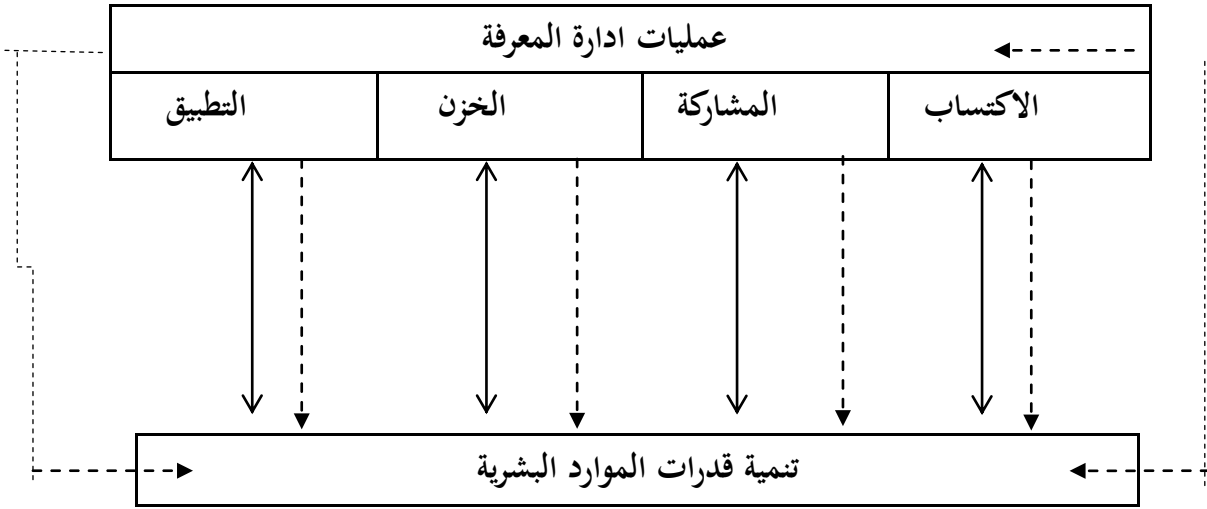 عمليات ادارة المعرفة
الاكتساب
المشاركة
الخزن
التطبيق
تنمية قدرات الموارد البشرية